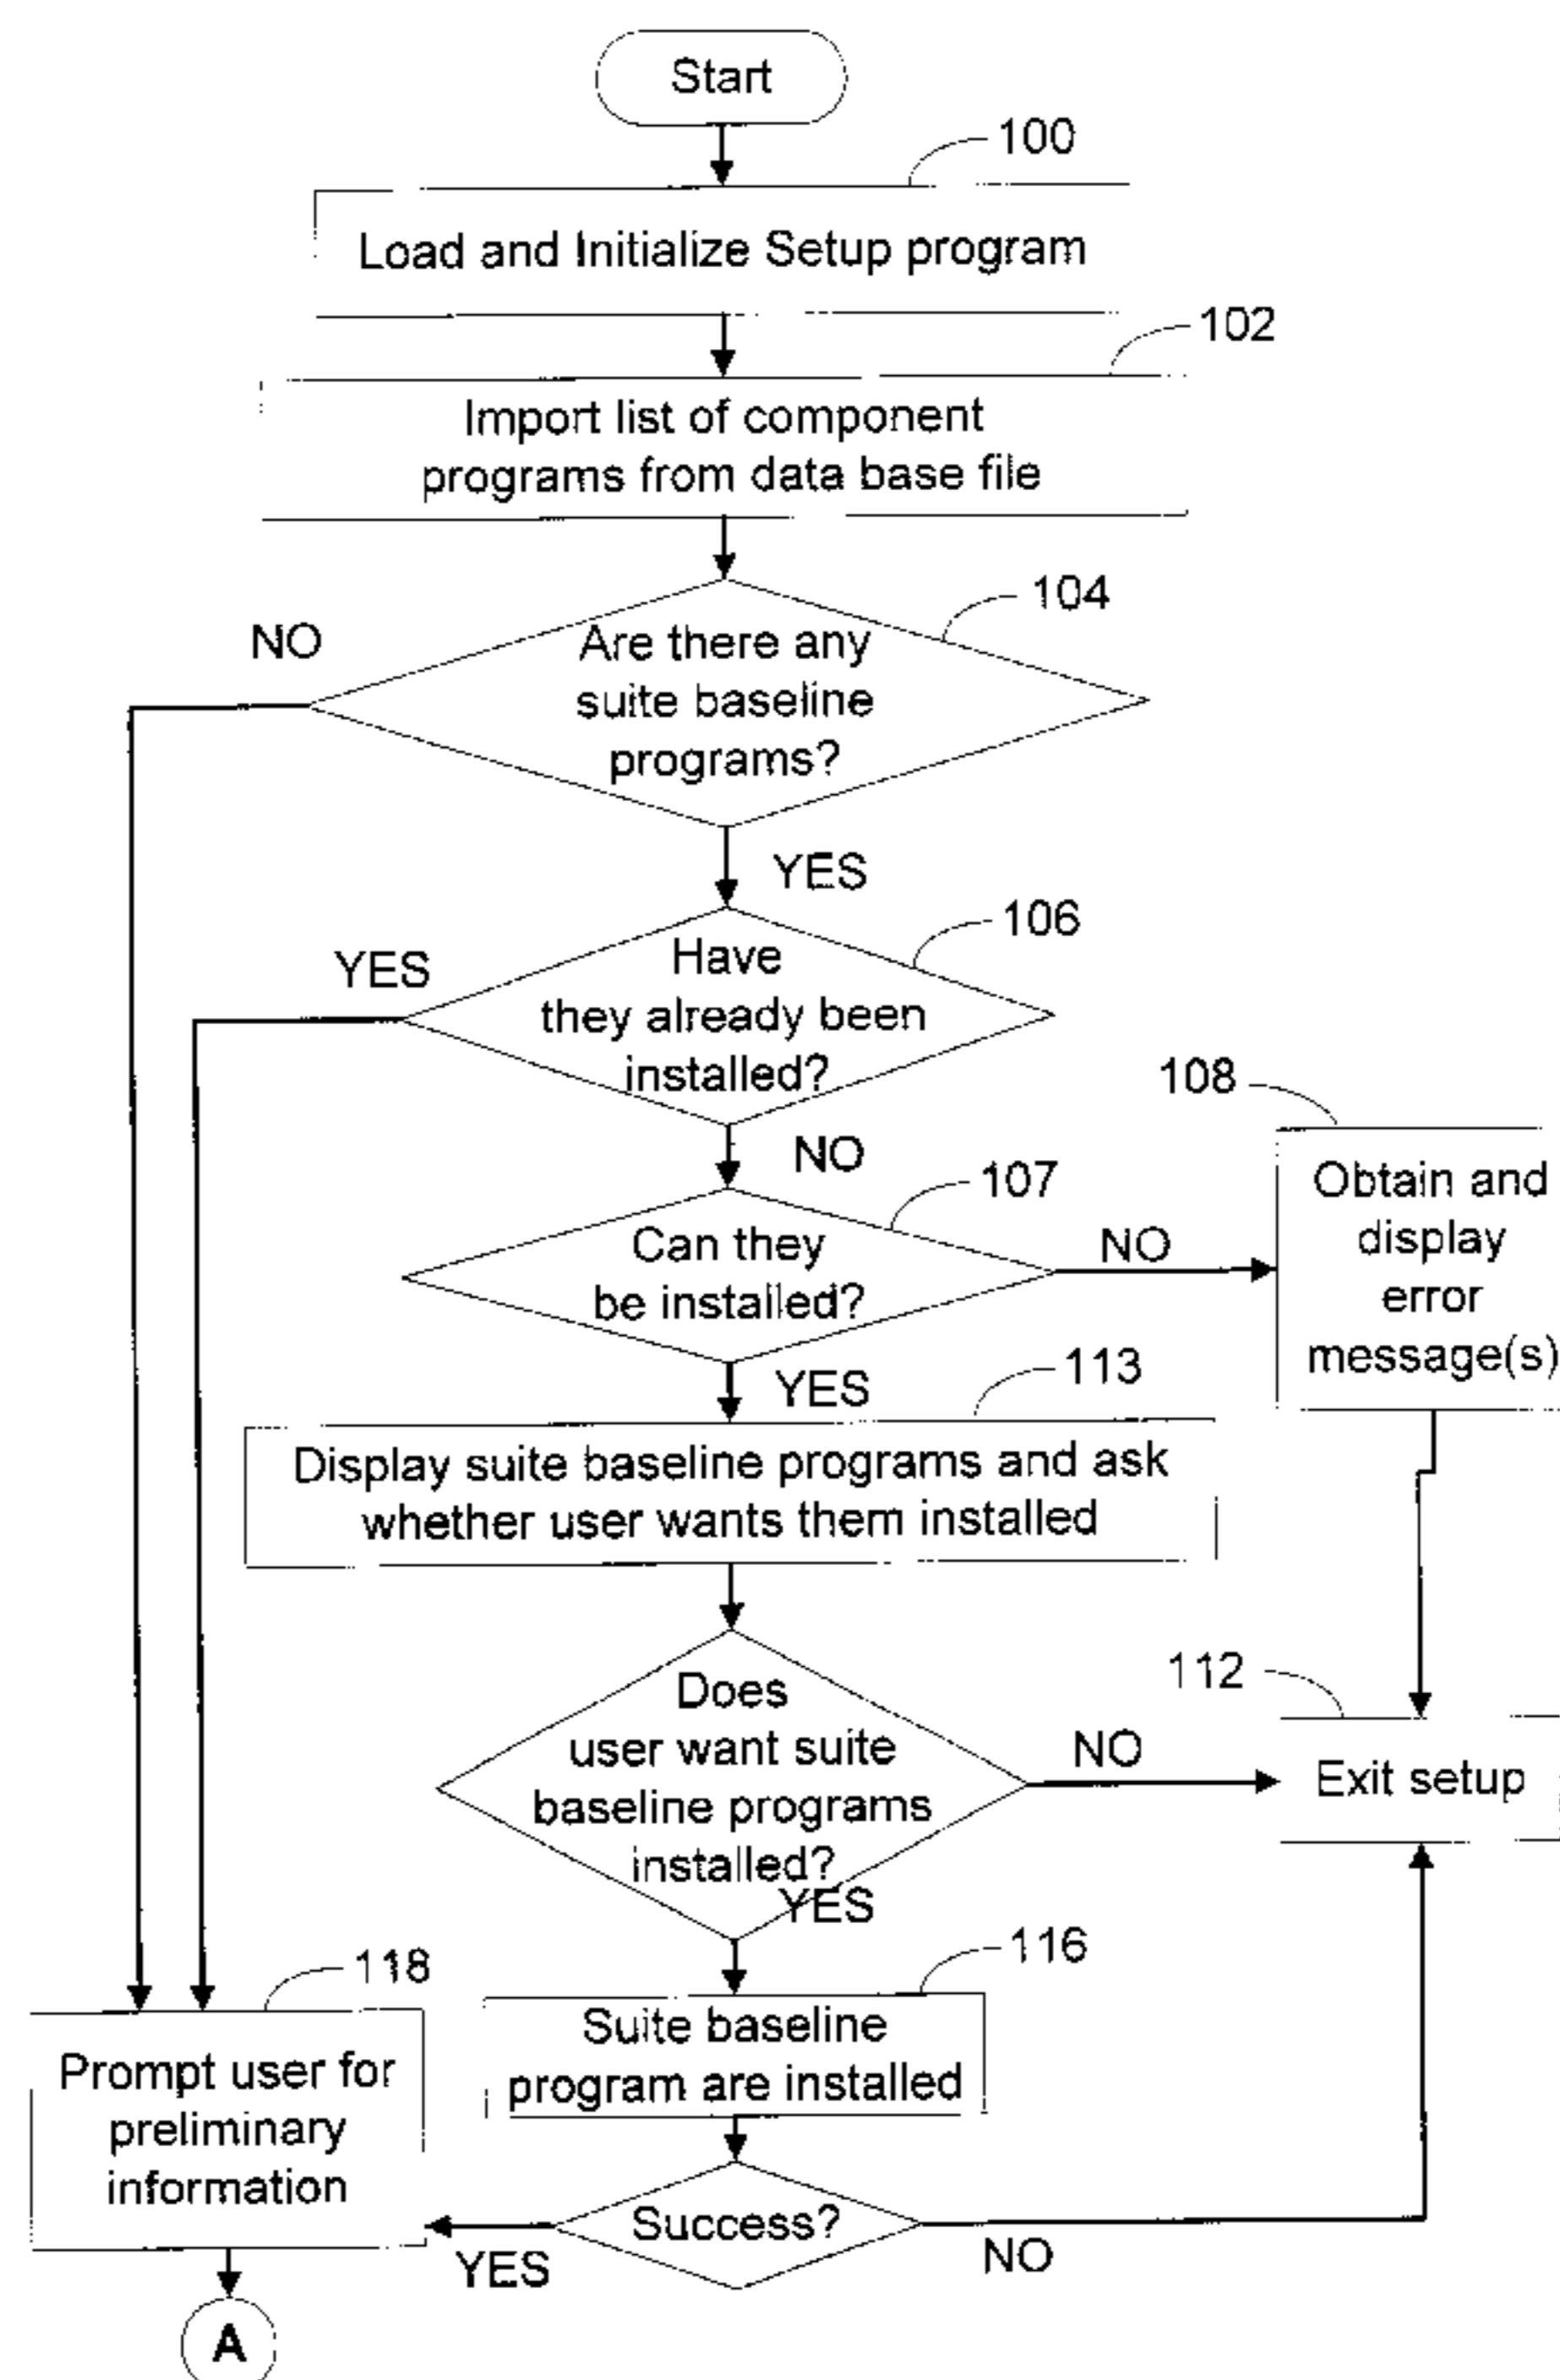 Start
100
Load and Initialize Setup program
102
Import list of component
programs from data base file
104
NO
Are there any
suite baseline
programs?
YES
106
YES
Have
they already been
installed?
108
NO
107
Obtain and
display
error
message(s)
Can they
be installed?
NO
YES
113
Display suite baseline programs and ask
whether user wants them installed
112
Does
user want suite
baseline programs
installed?
NO
Exit setup
YES
118
116
Suite baseline
program are installed
Prompt user for
preliminary
information
Success?
YES
NO
A